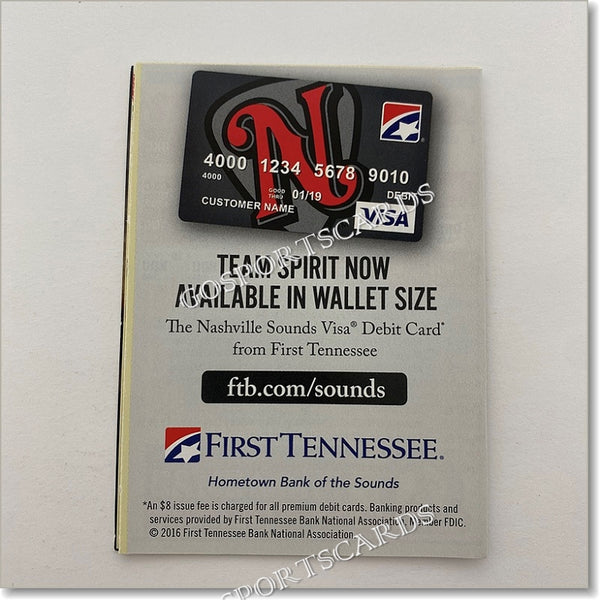 N
4000 1234 5678 9010
4000
GOOD THRU 01/19
DEBIT
CUSTOMER NAME
VISA
TEAM SPIRIT NOW
AVAILABLE IN WALLET SIZE
The Nashville Sounds Visa® Debit Card*
from First Tennessee
ftb.com/sounds
FIRST TENNESSEE®
Hometown Bank of the Sounds
*An $8 issue fee is charged for all premium debit cards. Banking products and
services provided by First Tennessee Bank National Association, Member FDIC.
© 2016 First Tennessee Bank National Association.
GOSPORTSCARDS
GOSPORTSCARDS